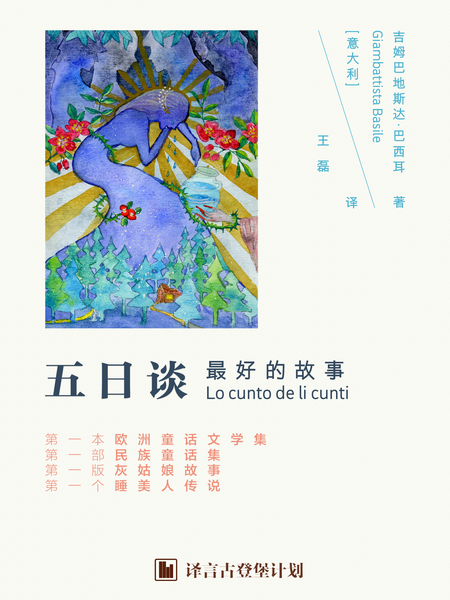 吉姆巴地斯达·巴西耳 著
Giambattista Basile
[意大利]
王磊 译
五日谈
最好的故事
Lo cunto de li cunti
第一本欧洲童话文学集
第一部民族童话集
第一版灰姑娘故事
第一个睡美人传说
译言古登堡计划